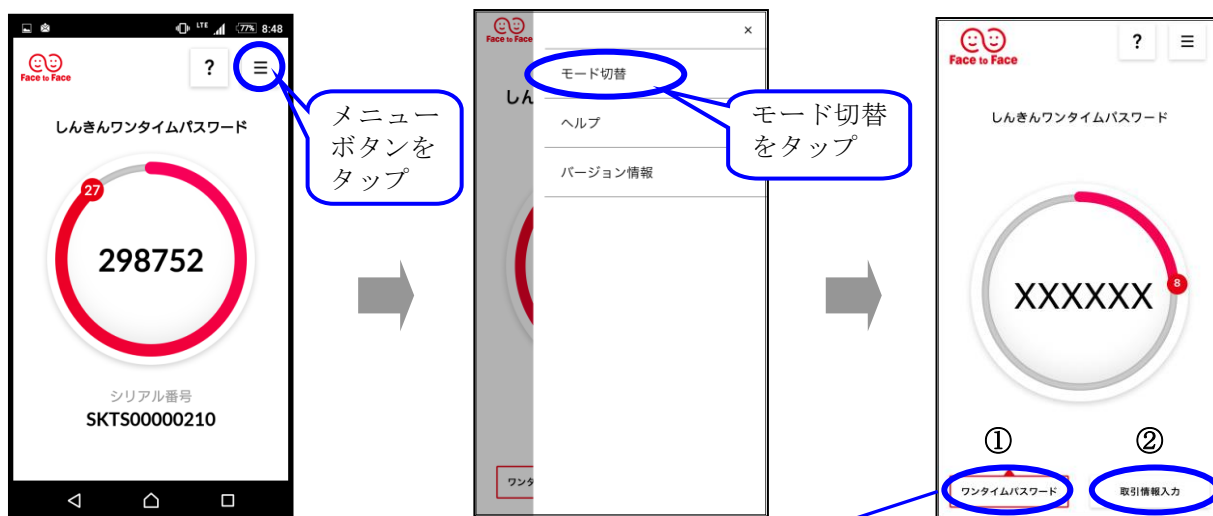 LTE 77% 8:48
Face to Face
?
しんきんワンタイムパスワード
27
298752
シリアル番号
SKTS00000210
メニュー
ボタンを
タップ
Face to Face
×
しん
モード切替
ヘルプ
バージョン情報
ワンタ
モード切替
をタップ
Face to Face
?
しんきんワンタイムパスワード
8
XXXXXX
① ②
ワンタイムパスワード 取引情報入力